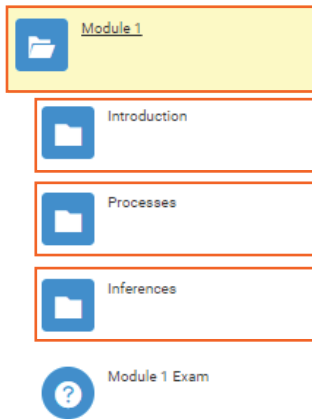 Module 1
Introduction
Processes
Inferences
Module 1 Exam